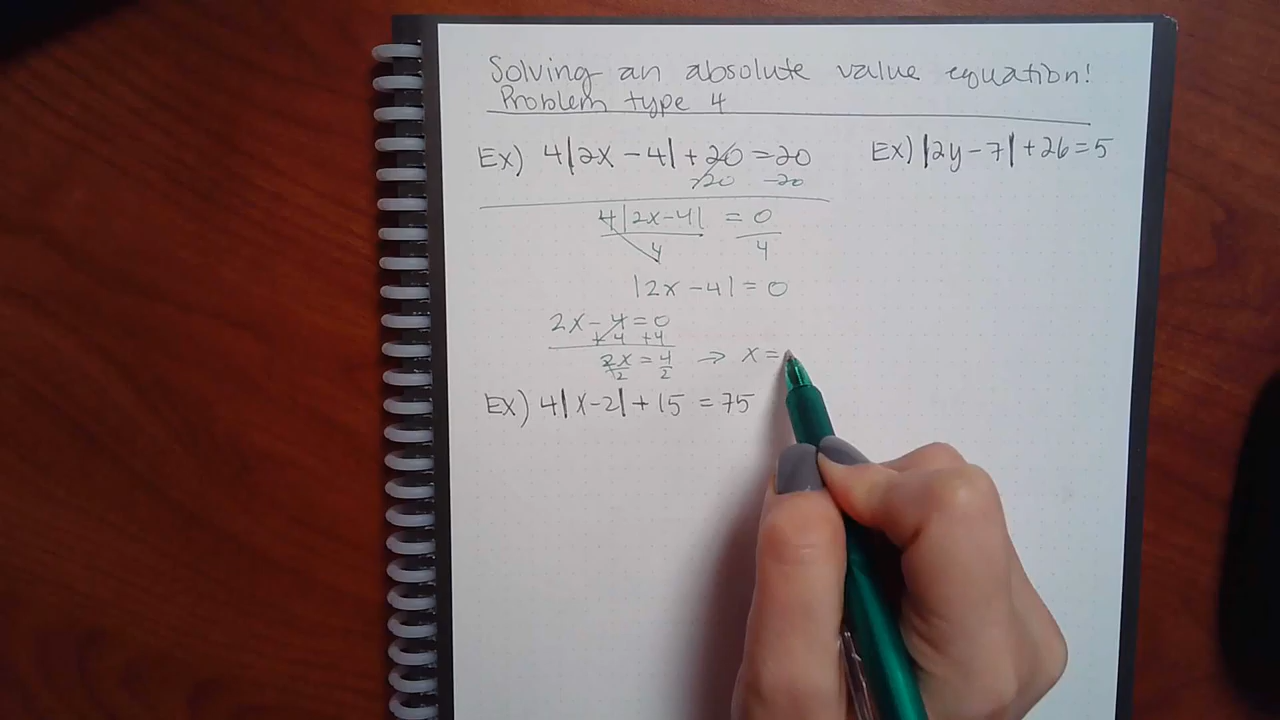 Solving an absolute value equation!
Problem type 4
Ex) 4|2x-4| + 20 = 20
-20 -20
4|2x-4| = 0
4 4
|2x-4| = 0
2x-4=0
+4 +4
2x = 4 ⇒ x =
2 2
Ex) 4|x-2| + 15 = 75
Ex) |2y-7| + 26 = 5